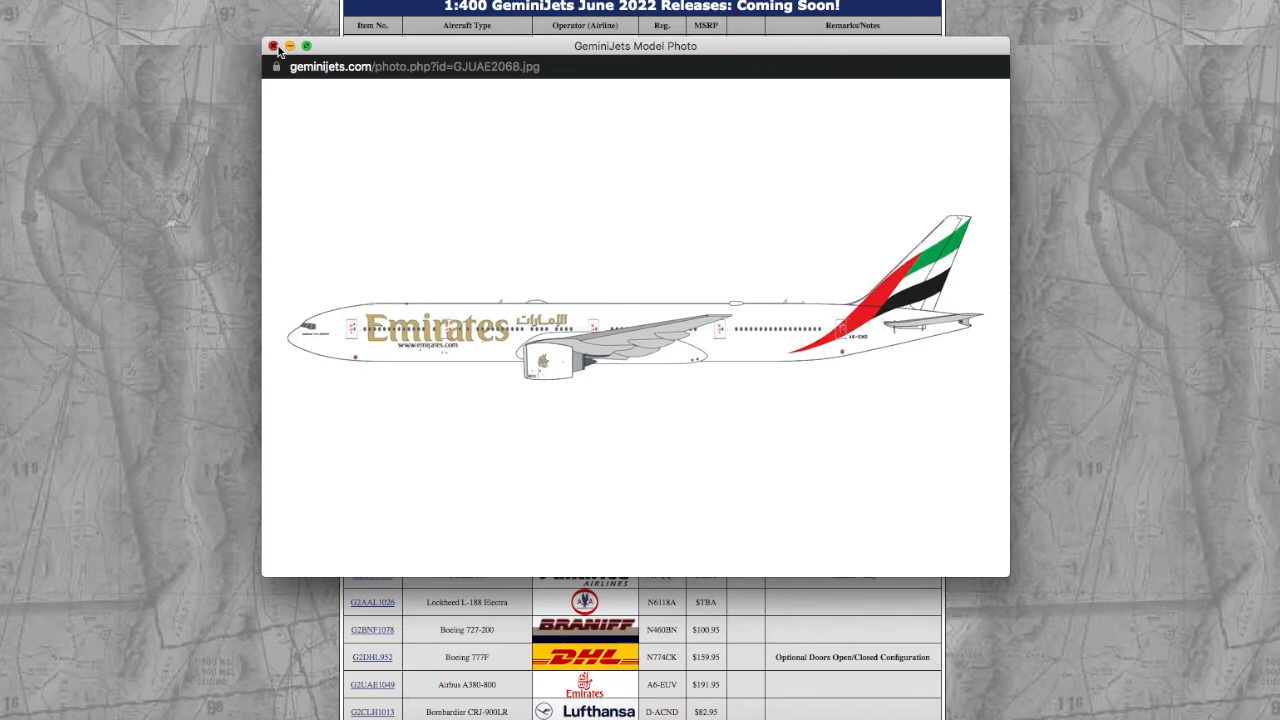 1:400 GeminiJets June 2022 Releases: Coming Soon!
Item No. Aircraft Type Operator (Airline) Reg. MSRP Remarks/Notes
GeminiJets Model Photo
geminijets.com/photo.php?id=GJUAE2068.jpg
Emirates الإمارات
www.emirates.com
A6-END
AIRLINES
G2AAL1026 Lockheed L-188 Electra AA N6118A $TBA
G2BNF1078 Boeing 727-200 BRANIFF N460BN $100.95
G2DHL952 Boeing 777F DHL N774CK $159.95 Optional Doors Open/Closed Configuration
G2UAE1049 Airbus A380-800 Emirates A6-EUV $191.95
G2CLH1013 Bombardier CRJ-900LR Lufthansa D-ACND $82.95